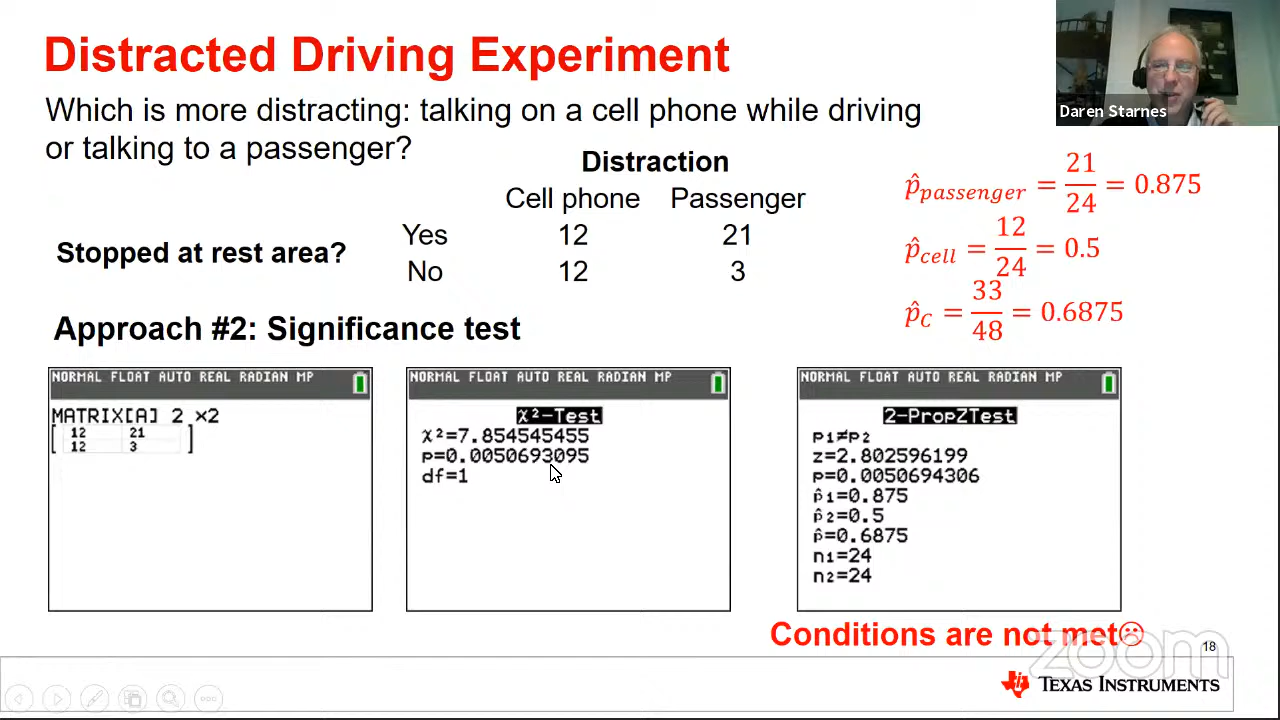 Distracted Driving Experiment
Daren Starnes
Which is more distracting: talking on a cell phone while driving
or talking to a passenger?
Distraction
Cell phone Passenger
Yes 12 21
Stopped at rest area?
No 12 3
p̂passenger = 21/24 = 0.875
p̂cell = 12/24 = 0.5
p̂C = 33/48 = 0.6875
Approach #2: Significance test
NORMAL FLOAT AUTO REAL RADIAN MP
MATRIX[A] 2 ×2
[ 12 21 ]
[ 12 3 ]
NORMAL FLOAT AUTO REAL RADIAN MP
χ²-Test
χ²=7.854545455
p=0.0050693095
df=1
NORMAL FLOAT AUTO REAL RADIAN MP
2-PropZTest
p1≠p2
z=2.802596199
p=0.0050694306
p̂1=0.875
p̂2=0.5
p̂=0.6875
n1=24
n2=24
Conditions are not met☹
zoom
18
TEXAS INSTRUMENTS